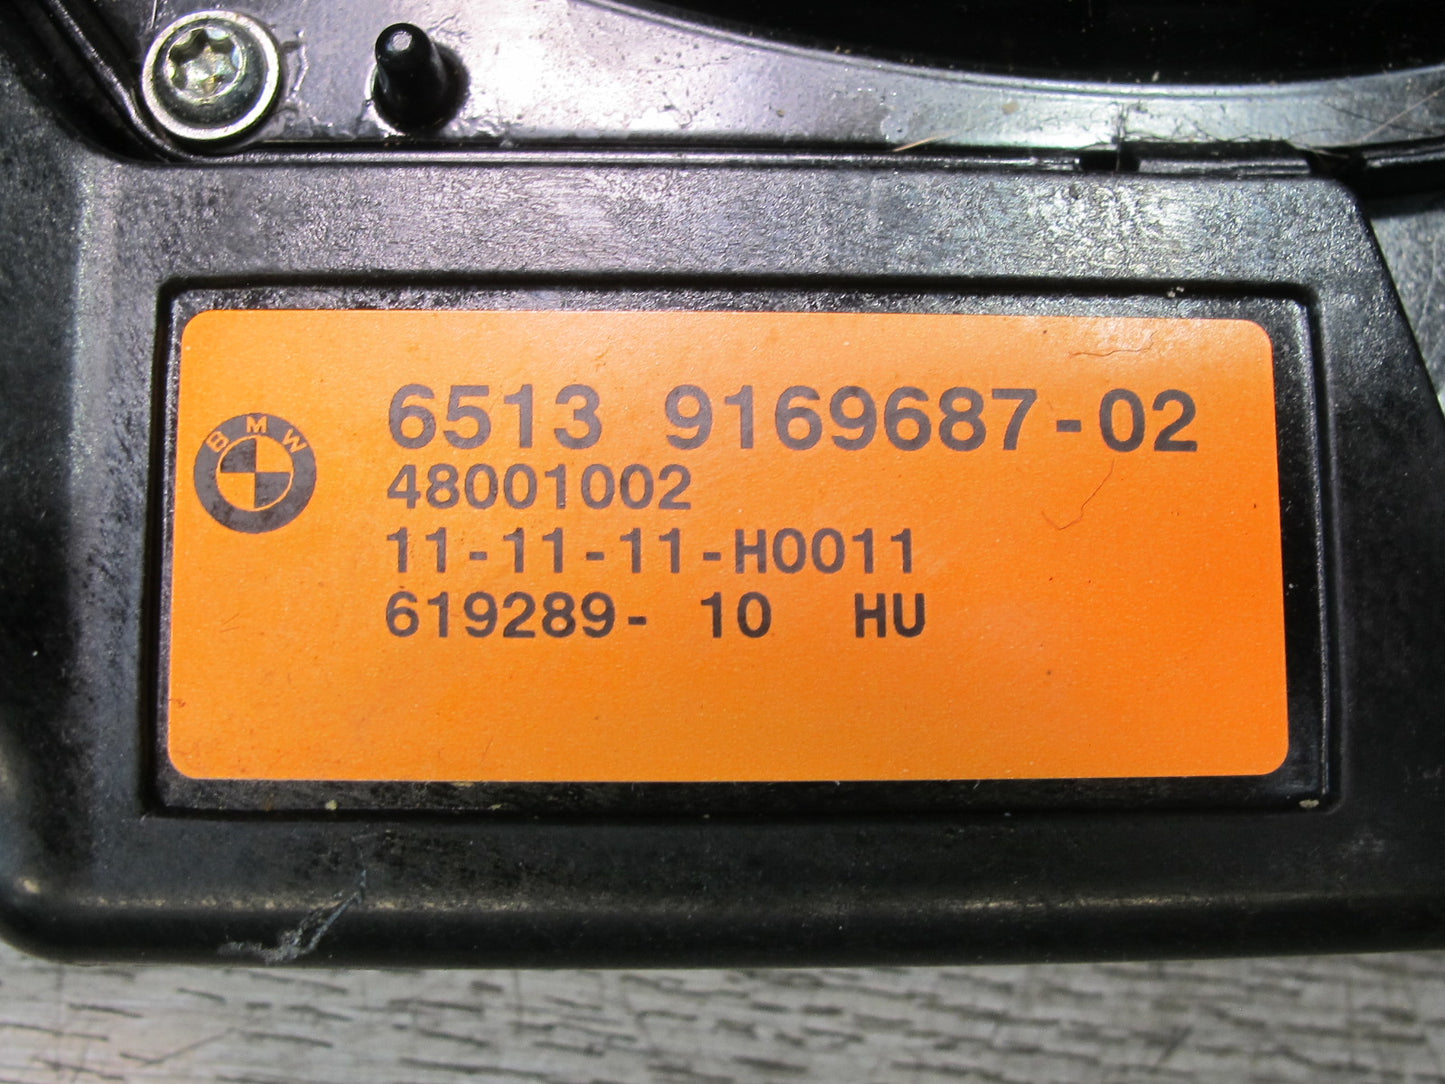 BMW
6513 9169687-02
48001002
11-11-11-H0011
619289- 10 HU